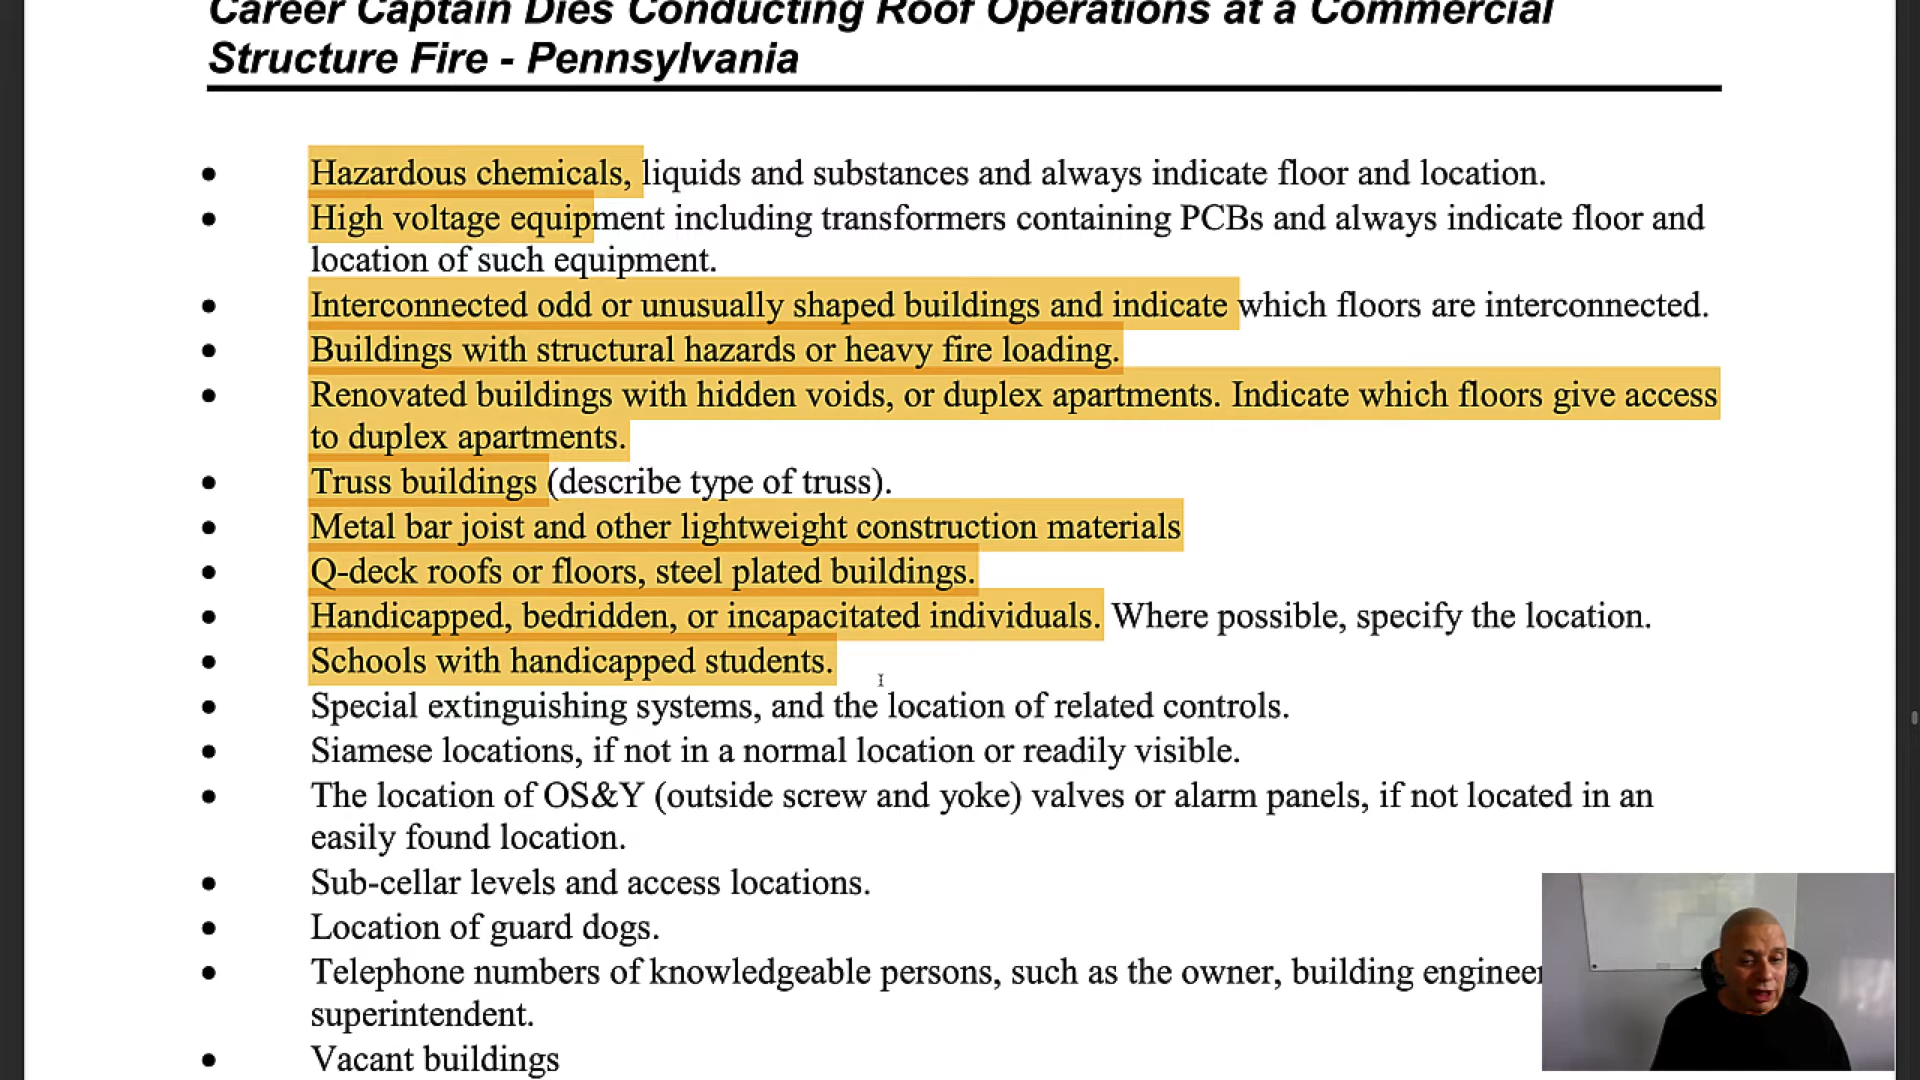 Career Captain Dies Conducting Roof Operations at a Commercial
Structure Fire - Pennsylvania
• Hazardous chemicals, liquids and substances and always indicate floor and location.
• High voltage equipment including transformers containing PCBs and always indicate floor and
location of such equipment.
• Interconnected odd or unusually shaped buildings and indicate which floors are interconnected.
• Buildings with structural hazards or heavy fire loading.
• Renovated buildings with hidden voids, or duplex apartments. Indicate which floors give access
to duplex apartments.
• Truss buildings (describe type of truss).
• Metal bar joist and other lightweight construction materials
• Q-deck roofs or floors, steel plated buildings.
• Handicapped, bedridden, or incapacitated individuals. Where possible, specify the location.
• Schools with handicapped students.
• Special extinguishing systems, and the location of related controls.
• Siamese locations, if not in a normal location or readily visible.
• The location of OS&Y (outside screw and yoke) valves or alarm panels, if not located in an
easily found location.
• Sub-cellar levels and access locations.
• Location of guard dogs.
• Telephone numbers of knowledgeable persons, such as the owner, building engineer
superintendent.
• Vacant buildings